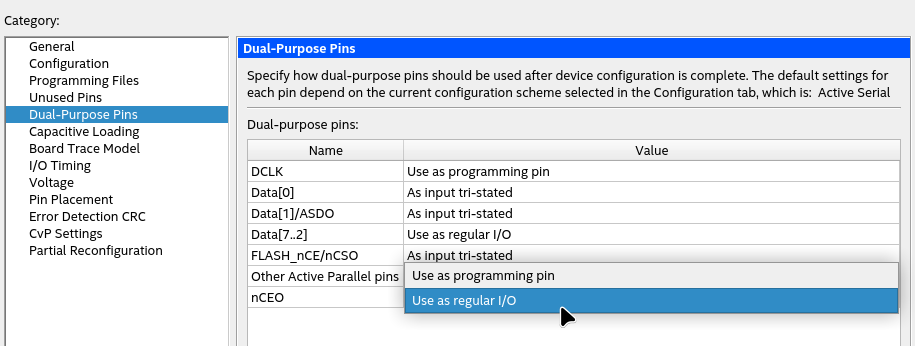 Category:
General
Configuration
Programming Files
Unused Pins
Dual-Purpose Pins
Capacitive Loading
Board Trace Model
I/O Timing
Voltage
Pin Placement
Error Detection CRC
CvP Settings
Partial Reconfiguration
Dual-Purpose Pins
Specify how dual-purpose pins should be used after device configuration is complete. The default settings for
each pin depend on the current configuration scheme selected in the Configuration tab, which is: Active Serial
Dual-purpose pins:
Name Value
DCLK Use as programming pin
Data[0] As input tri-stated
Data[1]/ASDO As input tri-stated
Data[7..2] Use as regular I/O
FLASH_nCE/nCSO As input tri-stated
Other Active Parallel pins Use as programming pin
nCEO Use as regular I/O